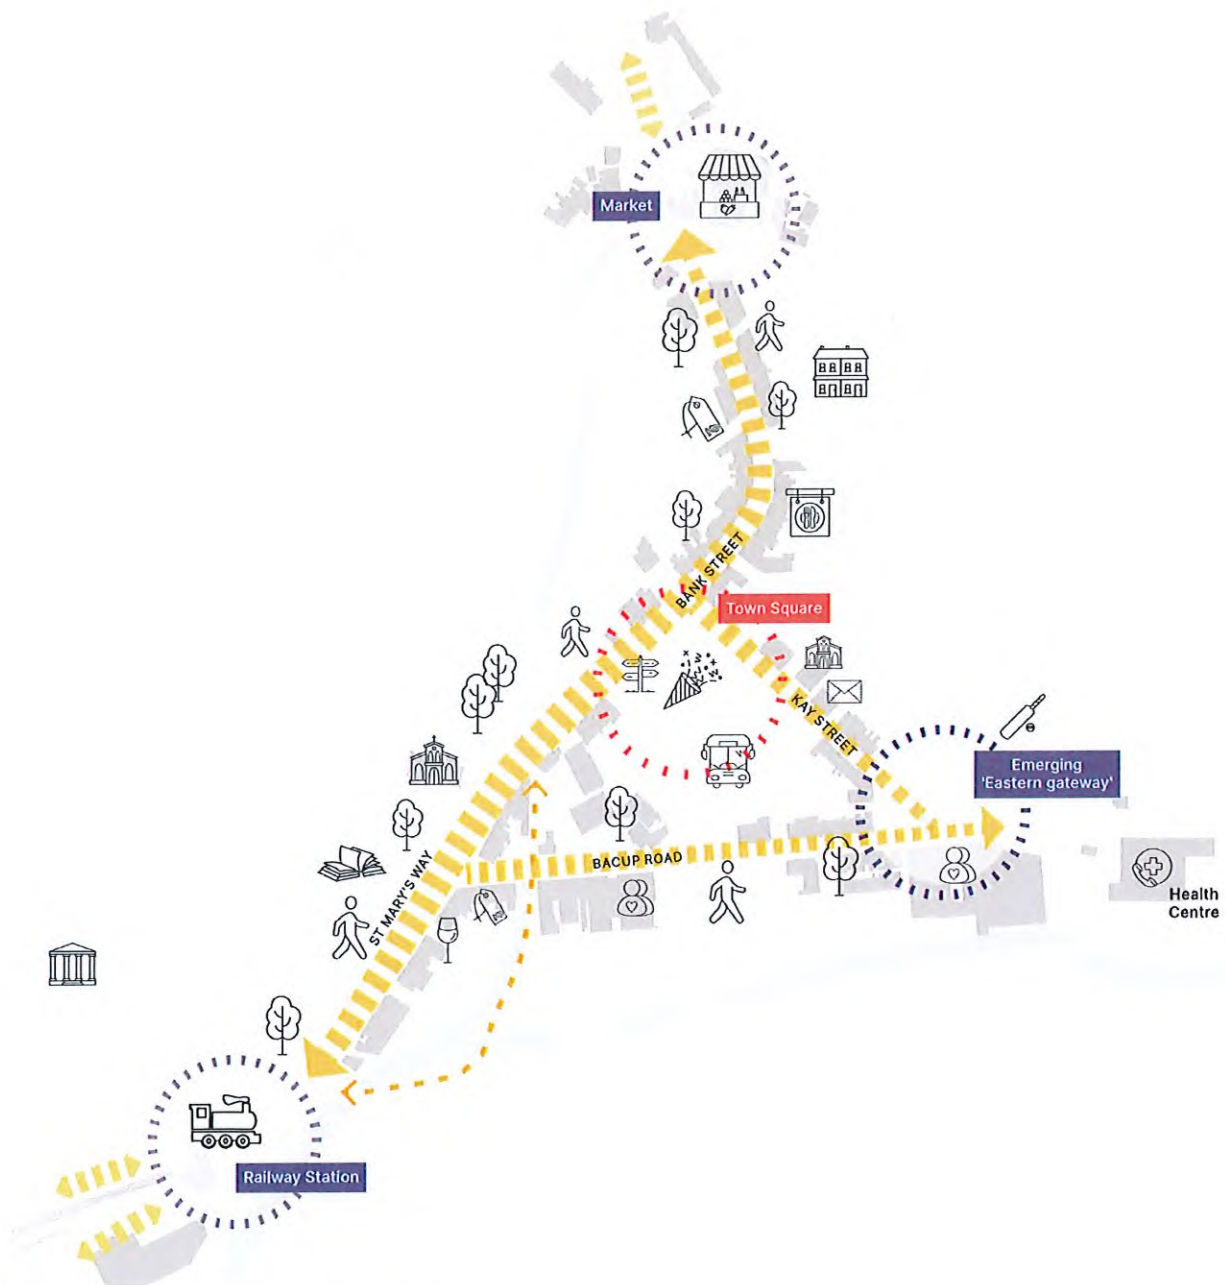 Market
BANK STREET
Town Square
KAY STREET
Emerging
'Eastern gateway'
BACUP ROAD
ST MARY'S WAY
Health
Centre
Railway Station